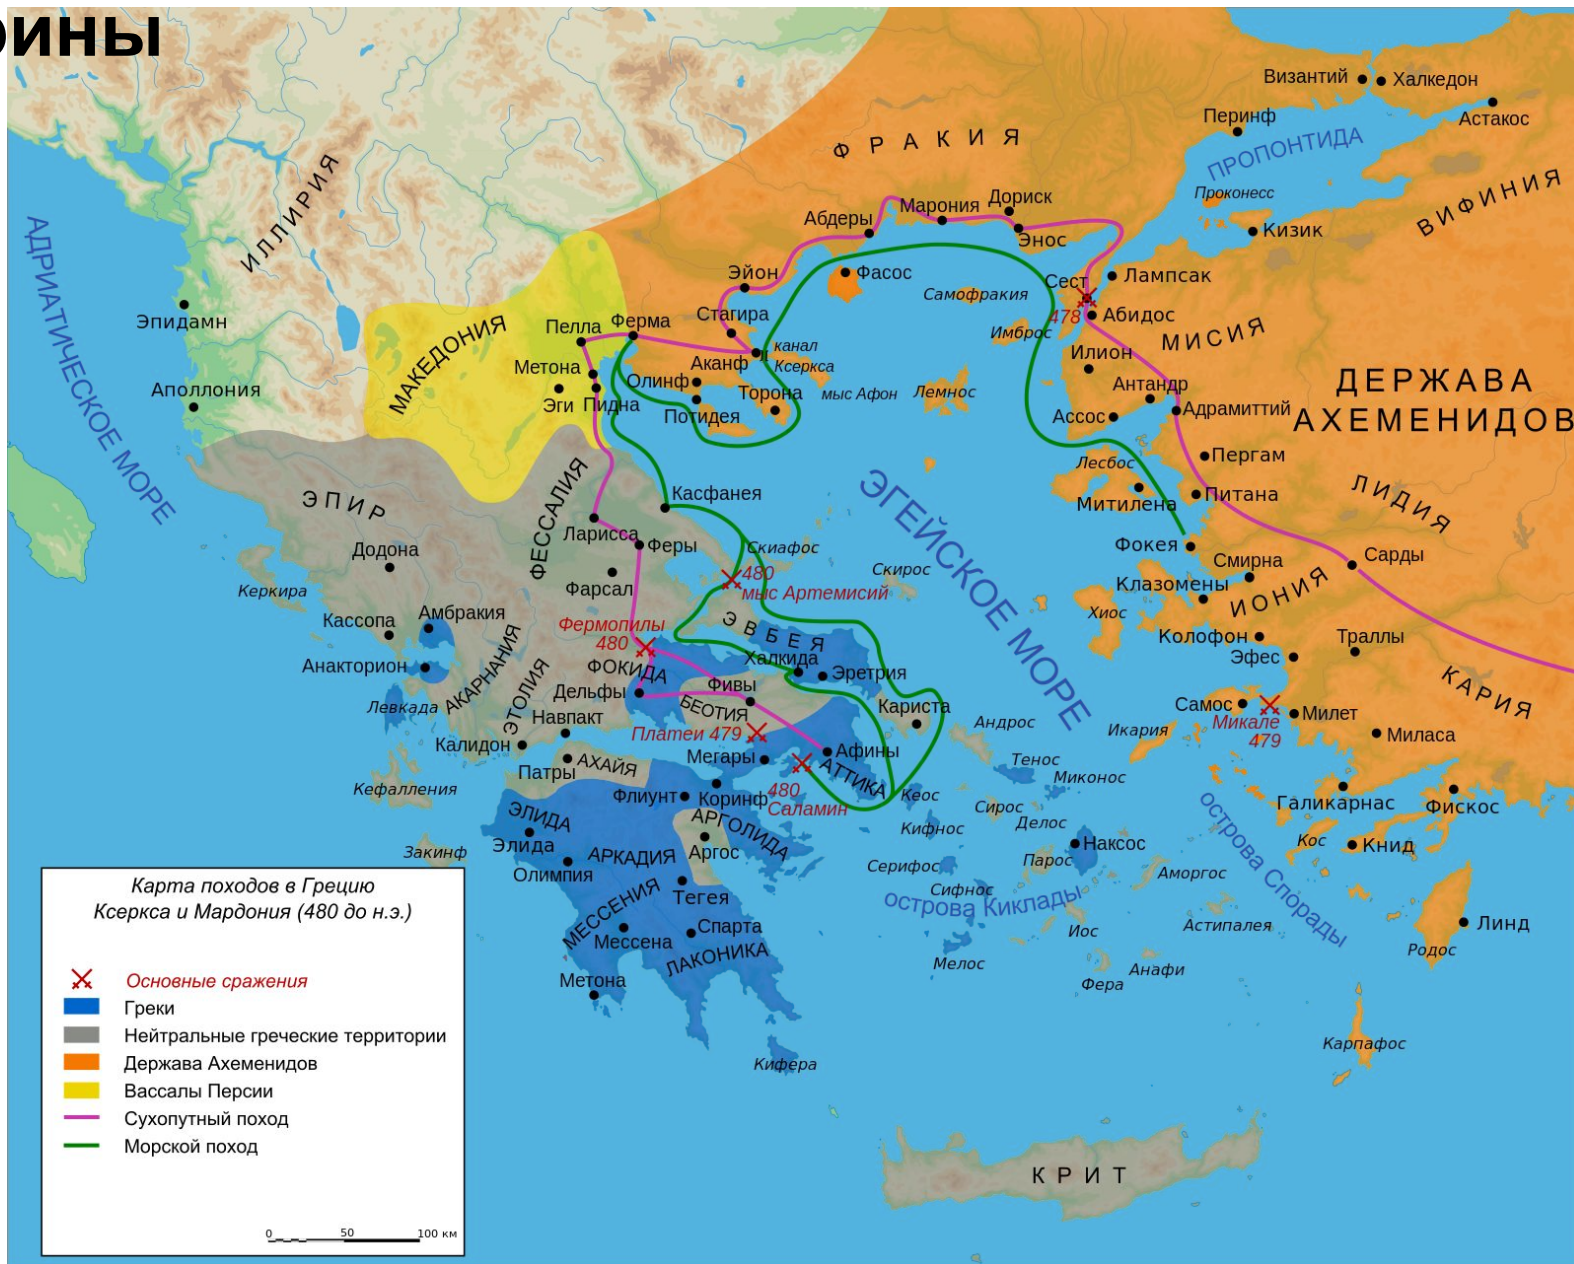 ИНЫ
Византий
Халкедон
Астакос
Перинф
ПРОПОНТИДА
ФРАКИЯ
Проконесс
ВИФИНИЯ
Кизик
Дориск
Марония
Абдеры
Энос
ИЛЛИРИЯ
АДРИАТИЧЕСКОЕ МОРЕ
Эйон
Фасос
Лампсак
Сест
478
Самофракия
Абидос
Эпидамн
МАКЕДОНИЯ
Пелла
Ферма
Стагира
Имброс
МИСИЯ
канал
Ксеркса
Илион
Метона
Аканф
Олинф
Торона
мыс Афон
Лемнос
Антандр
ДЕРЖАВА
АХЕМЕНИДОВ
Аполлония
Эги
Пидна
Потидея
Ассос
Адрамиттий
Пергам
Лесбос
Митилена
Питана
ЛИДИЯ
ЭГЕЙСКОЕ МОРЕ
ЭПИР
ФЕССАЛИЯ
Касфанея
Ларисса
Феры
Скиафос
Фокея
Сарды
Додона
Фарсал
480
мыс Артемисий
Скирос
Смирна
Клазомены
ИОНИЯ
Керкира
Кассопа
Амбракия
Фермопилы
480
ЭВБЕЯ
Хиос
Колофон
Траллы
Эфес
Анакторион
АКАРНАНИЯ
ЭТОЛИЯ
ФОКИДА
Халкида
Эретрия
КАРИЯ
Левкада
Дельфы
Фивы
БЕОТИЯ
Кариста
Самос
Микале
479
Милет
Миласа
Навпакт
Калидон
Платеи 479
Андрос
Икария
Мегары
Афины
АТТИКА
Тенос
Миконос
Патры
АХАЙЯ
Кефалления
Флиунт
Коринф
480
Саламин
Кеос
Сирос
Делос
Галикарнас
Фискос
острова Спорады
ЭЛИДА
Элида
АРГОЛИДА
Аргос
Кифнос
Наксос
Кос
Книд
Закинф
АРКАДИЯ
Олимпия
Серифос
Парос
Аморгос
Тегея
Сифнос
острова Киклады
МЕССЕНИЯ
Мессена
Спарта
ЛАКОНИКА
Иос
Астипалея
Линд
Родос
Метона
Мелос
Анафи
Фера
Кифера
Карпафос
КРИТ
Карта походов в Грецию
Ксеркса и Мардония (480 до н.э.)
Основные сражения
Греки
Нейтральные греческие территории
Держава Ахеменидов
Вассалы Персии
Сухопутный поход
Морской поход
0 50 100 км